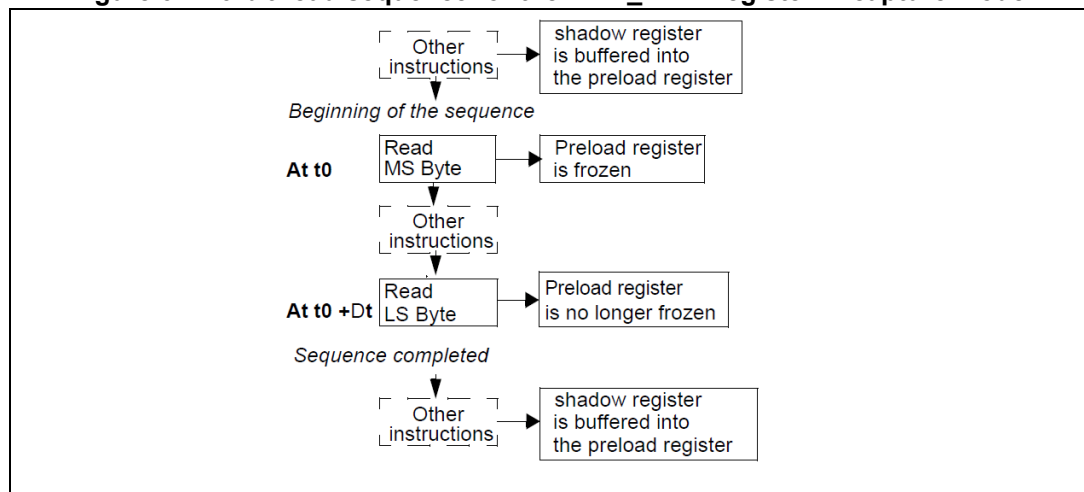 Other
instructions
shadow register
is buffered into
the preload register
Beginning of the sequence
At t0
Read
MS Byte
Preload register
is frozen
Other
instructions
At t0 +Dt
Read
LS Byte
Preload register
is no longer frozen
Sequence completed
Other
instructions
shadow register
is buffered into
the preload register